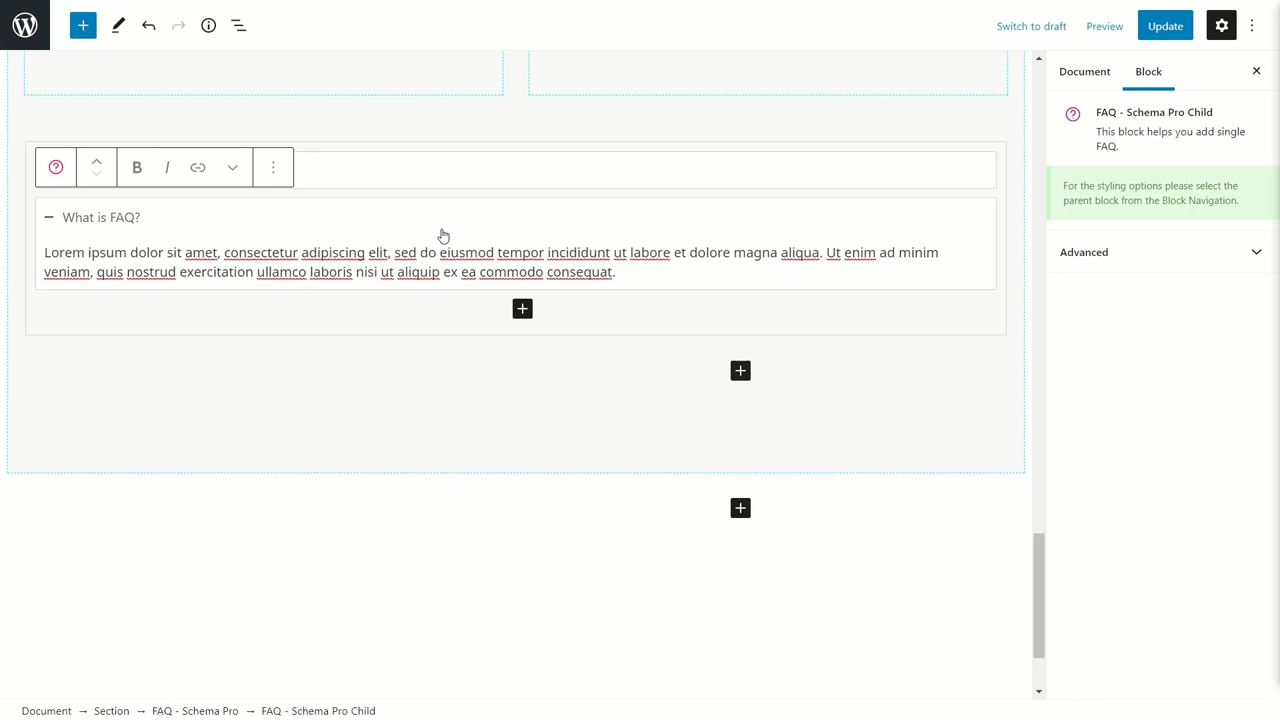 Switch to draft
Preview
Update
Document
Block
FAQ - Schema Pro Child
This block helps you add single
FAQ.
For the styling options please select the
parent block from the Block Navigation.
Advanced
B I
What is FAQ?
Lorem ipsum dolor sit amet, consectetur adipiscing elit, sed do eiusmod tempor incididunt ut labore et dolore magna aliqua. Ut enim ad minim
veniam, quis nostrud exercitation ullamco laboris nisi ut aliquip ex ea commodo consequat.
Document → Section → FAQ - Schema Pro → FAQ - Schema Pro Child